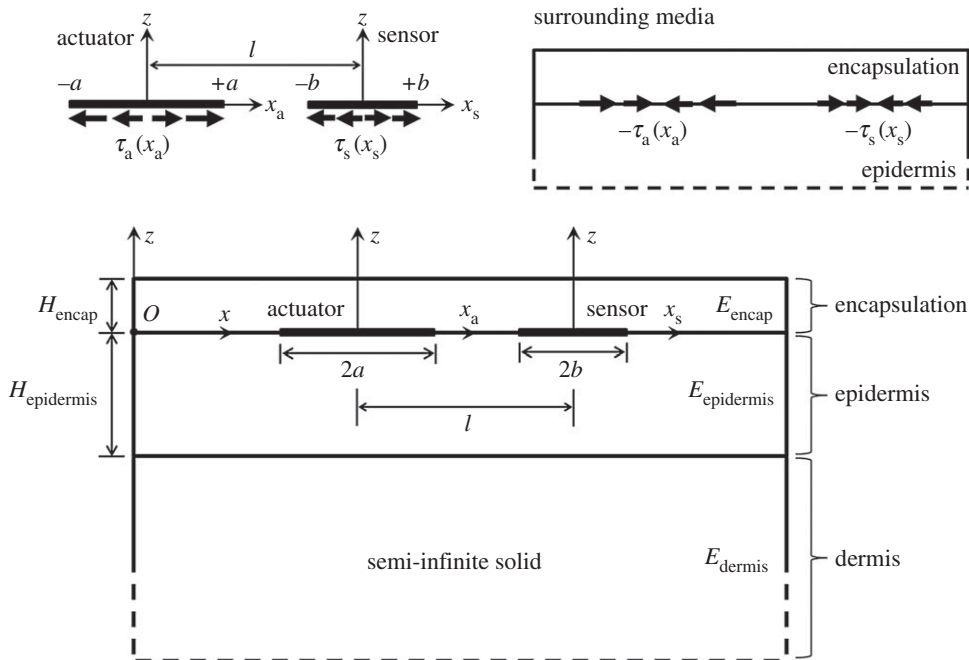 z z
actuator sensor
l
–a +a –b +b
xa xs
τa(xa) τs(xs)
surrounding media
encapsulation
–τa(xa) –τs(xs)
epidermis
z z z
Hencap O x actuator xa sensor xs Eencap encapsulation
2a 2b
Hepidermis Eepidermis epidermis
l
semi-infinite solid Edermis dermis